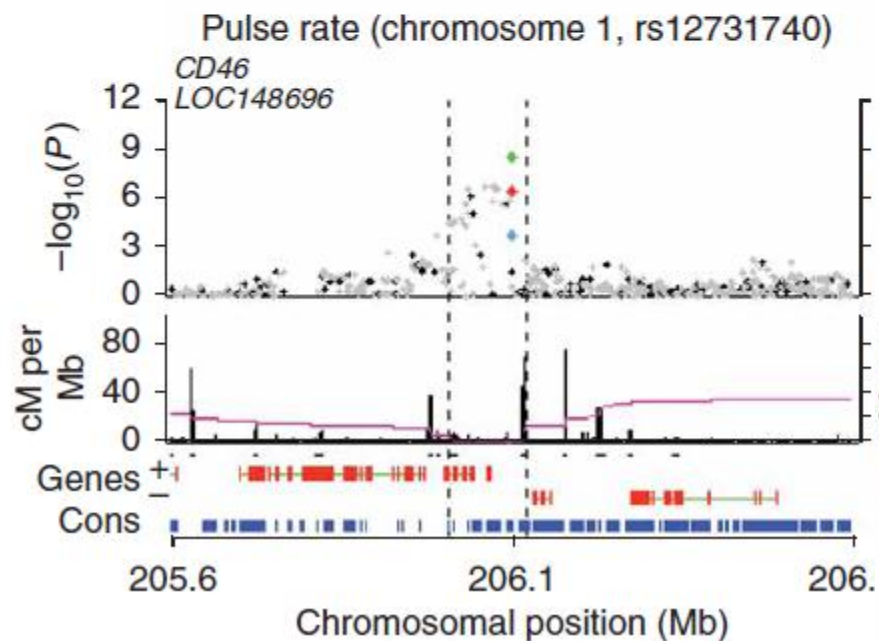 Pulse rate (chromosome 1, rs12731740)
CD46
LOC148696
12
9
6
3
0
–log10(P)
80
40
0
cM per
Mb
Genes +
–
Cons
205.6 206.1 206.
Chromosomal position (Mb)